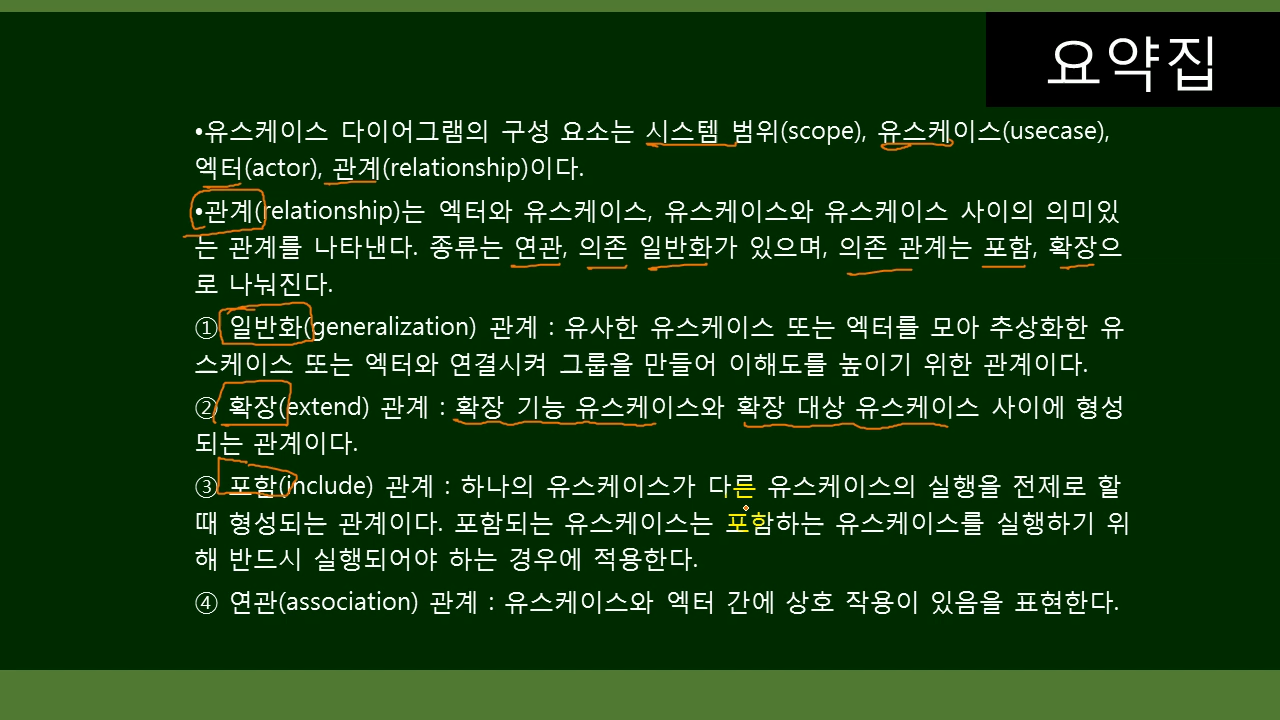 요약집
•유스케이스 다이어그램의 구성 요소는 시스템 범위(scope), 유스케이스(usecase),
엑터(actor), 관계(relationship)이다.
•관계(relationship)는 엑터와 유스케이스, 유스케이스와 유스케이스 사이의 의미있
는 관계를 나타낸다. 종류는 연관, 의존 일반화가 있으며, 의존 관계는 포함, 확장으
로 나눠진다.
① 일반화(generalization) 관계 : 유사한 유스케이스 또는 엑터를 모아 추상화한 유
스케이스 또는 엑터와 연결시켜 그룹을 만들어 이해도를 높이기 위한 관계이다.
② 확장(extend) 관계 : 확장 기능 유스케이스와 확장 대상 유스케이스 사이에 형성
되는 관계이다.
③ 포함(include) 관계 : 하나의 유스케이스가 다른 유스케이스의 실행을 전제로 할
때 형성되는 관계이다. 포함되는 유스케이스는 포함하는 유스케이스를 실행하기 위
해 반드시 실행되어야 하는 경우에 적용한다.
④ 연관(association) 관계 : 유스케이스와 엑터 간에 상호 작용이 있음을 표현한다.